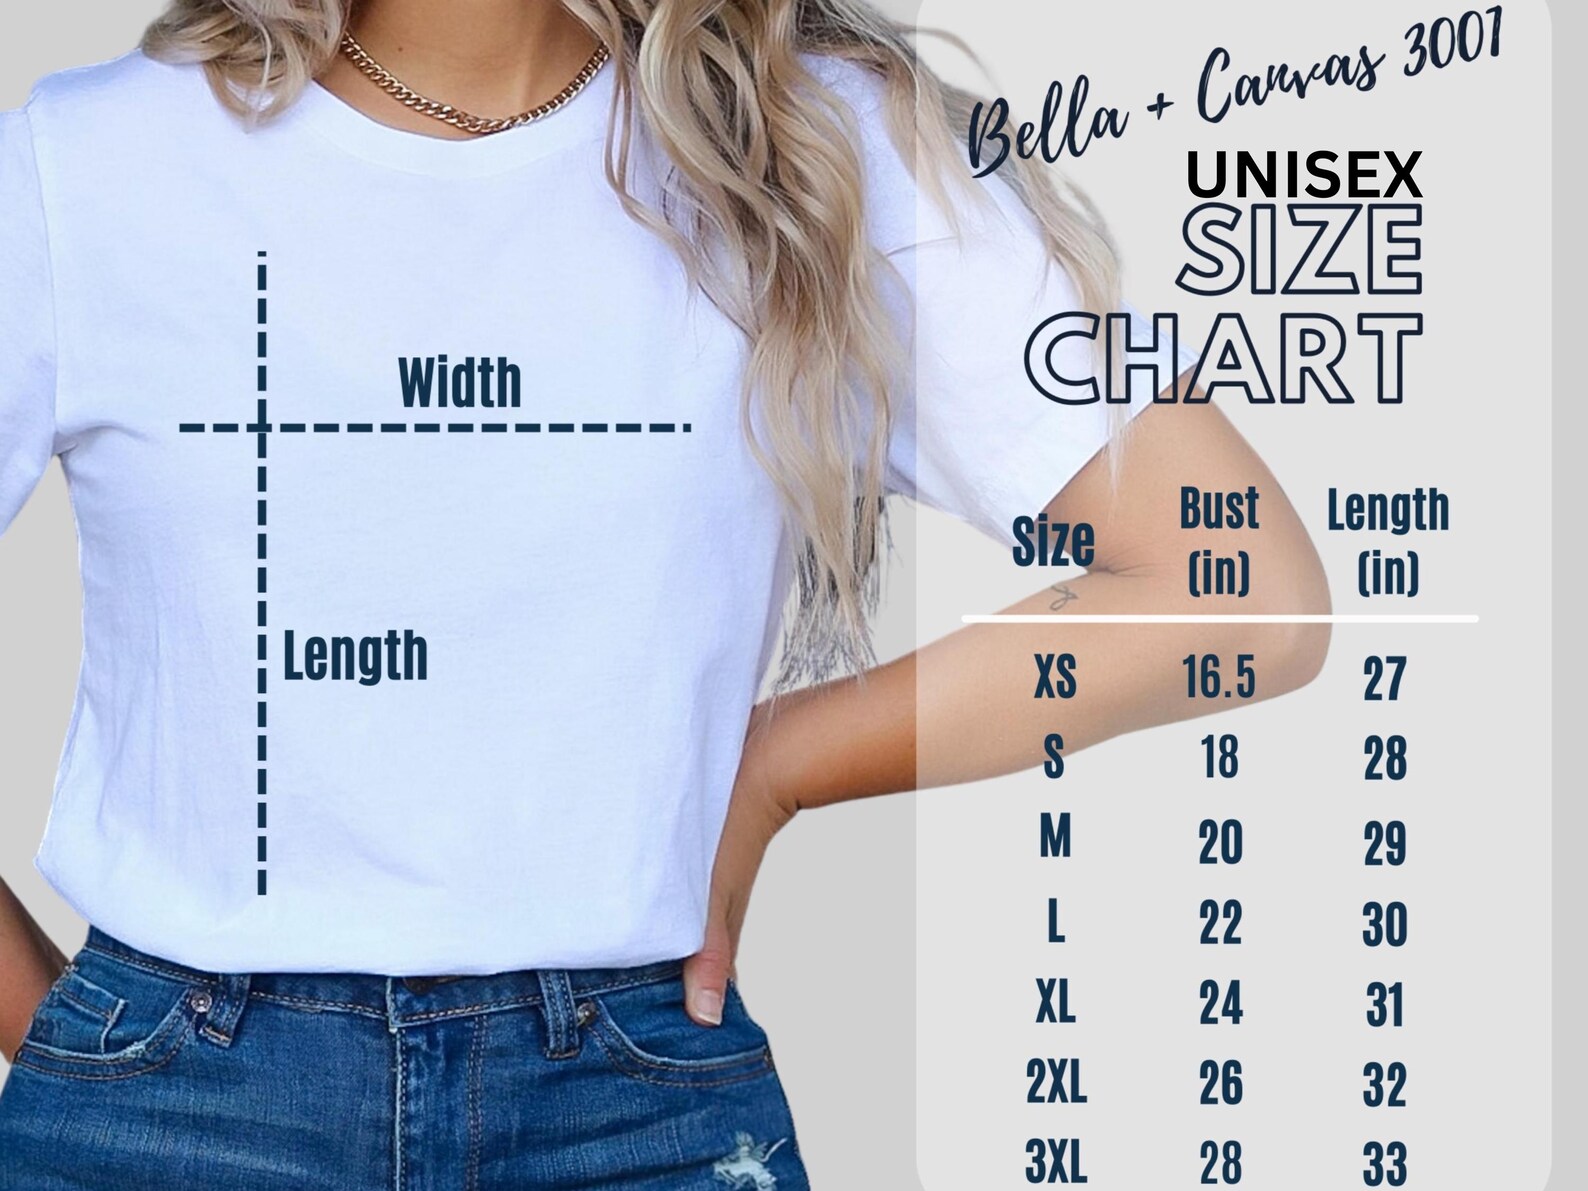 Bella + Canvas 3001
UNISEX
SIZE
CHART
Width
Length
Size Bust (in) Length (in)
XS 16.5 27
S 18 28
M 20 29
L 22 30
XL 24 31
2XL 26 32
3XL 28 33